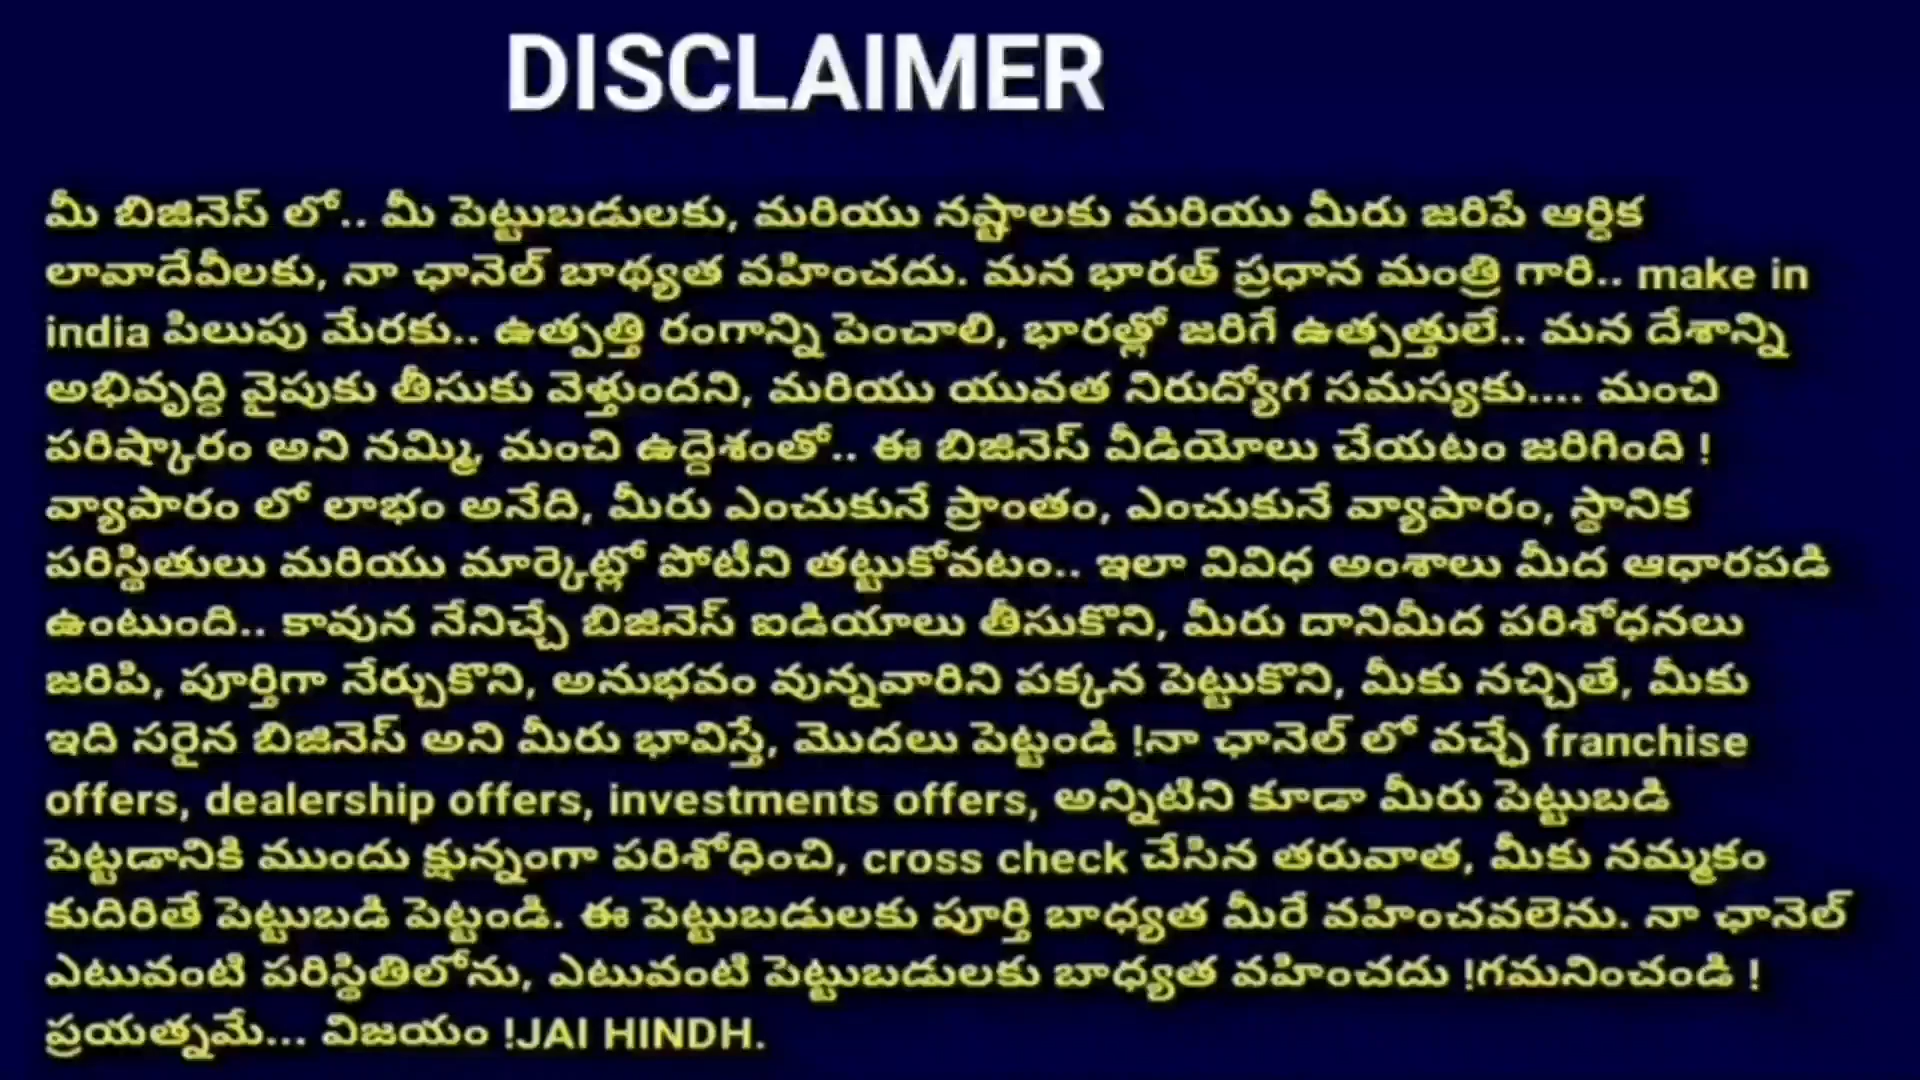 DISCLAIMER
మీ బిజినెస్ లో.. మీ పెట్టుబడులకు, మరియు నష్టాలకు మరియు మీరు జరిపే ఆర్ధిక
లావాదేవీలకు, నా ఛానెల్ బాథ్యత వహించదు. మన భారత్ ప్రధాన మంత్రి గారి.. make in
india పిలుపు మేరకు.. ఉత్పత్తి రంగాన్ని పెంచాలి, భారత్లో జరిగే ఉత్పత్తులే.. మన దేశాన్ని
అభివృద్ధి వైపుకు తీసుకు వెళ్తుందని, మరియు యువత నిరుద్యోగ సమస్యకు.... మంచి
పరిష్కారం అని నమ్మి, మంచి ఉద్దెశంతో.. ఈ బిజినెస్ వీడియోలు చేయటం జరిగింది !
వ్యాపారం లో లాభం అనేది, మీరు ఎంచుకునే ప్రాంతం, ఎంచుకునే వ్యాపారం, స్థానిక
పరిస్థితులు మరియు మార్కెట్లో పోటీని తట్టుకోవటం.. ఇలా వివిధ అంశాలు మీద ఆధారపడి
ఉంటుంది.. కావున నేనిచ్చే బిజినెస్ ఐడియాలు తీసుకొని, మీరు దానిమీద పరిశోధనలు
జరిపి, పూర్తిగా నేర్చుకొని, అనుభవం వున్నవారిని పక్కన పెట్టుకొని, మీకు నచ్చితే, మీకు
ఇది సరైన బిజినెస్ అని మీరు భావిస్తే, మొదలు పెట్టండి !నా ఛానెల్ లో వచ్చే franchise
offers, dealership offers, investments offers, అన్నిటిని కూడా మీరు పెట్టుబడి
పెట్టడానికి ముందు క్షున్నంగా పరిశోధించి, cross check చేసిన తరువాత, మీకు నమ్మకం
కుదిరితే పెట్టుబడి పెట్టండి. ఈ పెట్టుబడులకు పూర్తి బాధ్యత మీరే వహించవలెను. నా ఛానెల్
ఎటువంటి పరిస్థితిలోను, ఎటువంటి పెట్టుబడులకు బాధ్యత వహించదు !గమనించండి !
ప్రయత్నమే... విజయం !JAI HINDH.